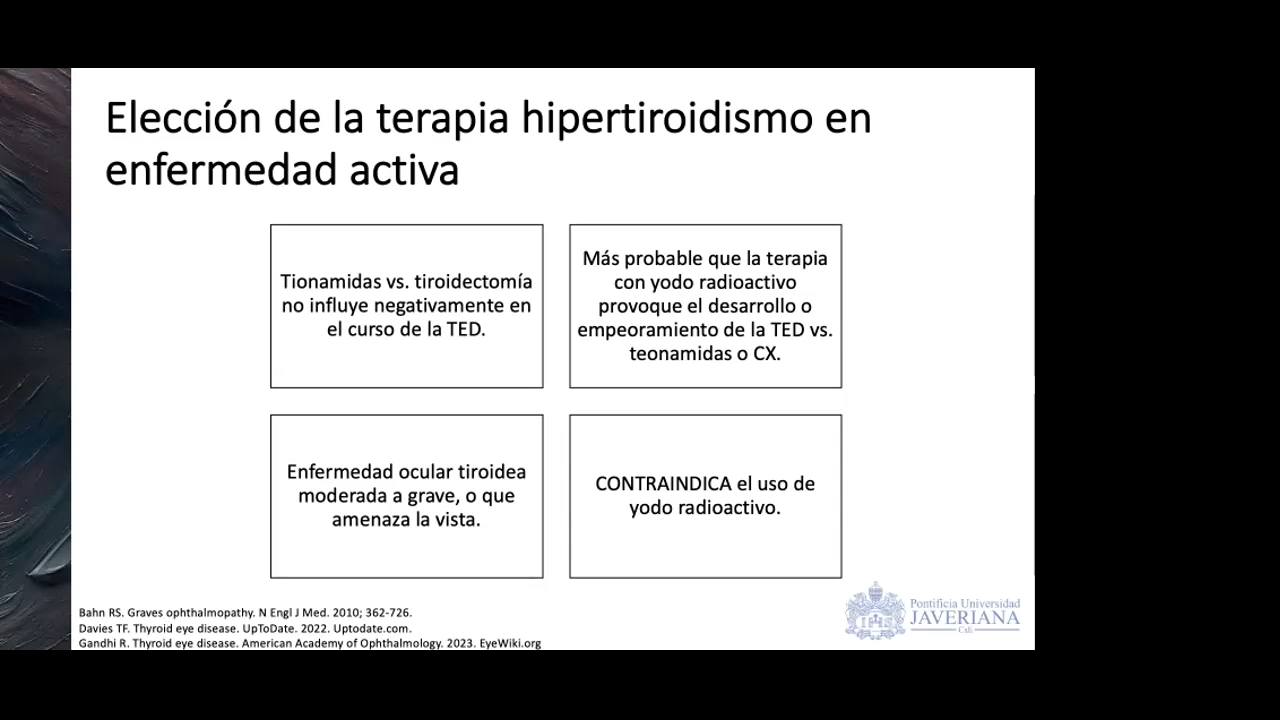 Elección de la terapia hipertiroidismo en
enfermedad activa
Tionamidas vs. tiroidectomía
no influye negativamente en
el curso de la TED.
Más probable que la terapia
con yodo radioactivo
provoque el desarrollo o
empeoramiento de la TED vs.
teonamidas o CX.
Enfermedad ocular tiroidea
moderada a grave, o que
amenaza la vista.
CONTRAINDICA el uso de
yodo radioactivo.
Bahn RS. Graves ophthalmopathy. N Engl J Med. 2010; 362-726.
Davies TF. Thyroid eye disease. UpToDate. 2022. Uptodate.com.
Gandhi R. Thyroid eye disease. American Academy of Ophthalmology. 2023. EyeWiki.org
IHS
Pontificia Universidad
JAVERIANA
Cali